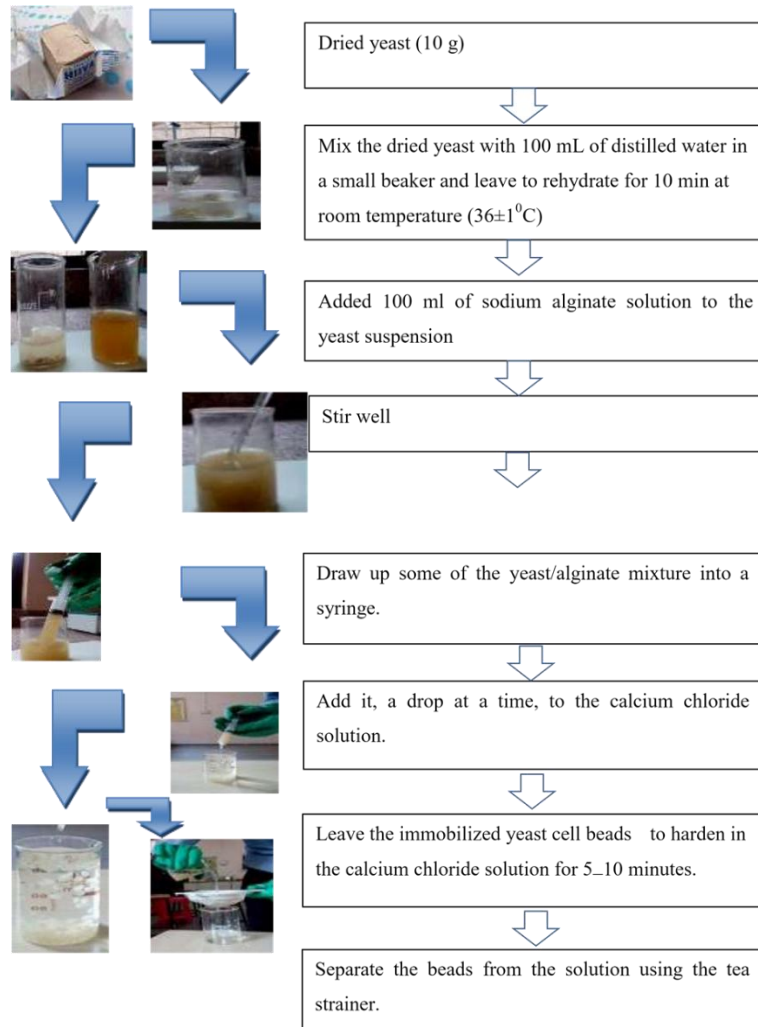 Dried yeast (10 g)
Mix the dried yeast with 100 mL of distilled water in
a small beaker and leave to rehydrate for 10 min at
room temperature (36±1⁰C)
Added 100 ml of sodium alginate solution to the
yeast suspension
Stir well
Draw up some of the yeast/alginate mixture into a
syringe.
Add it, a drop at a time, to the calcium chloride
solution.
Leave the immobilized yeast cell beads to harden in
the calcium chloride solution for 5–10 minutes.
Separate the beads from the solution using the tea
strainer.